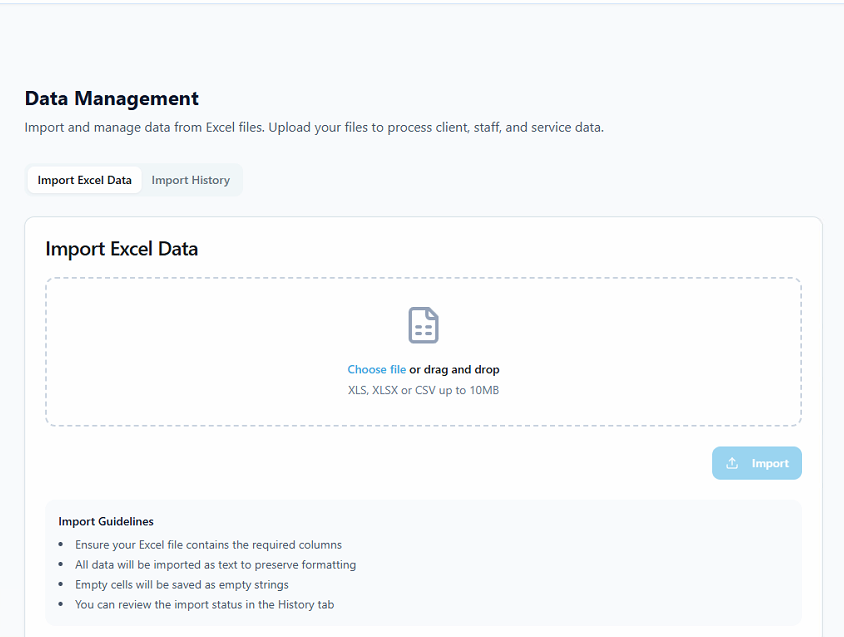 Data Management
Import and manage data from Excel files. Upload your files to process client, staff, and service data.
Import Excel Data
Import History
Import Excel Data
Choose file or drag and drop
XLS, XLSX or CSV up to 10MB
Import
Import Guidelines
• Ensure your Excel file contains the required columns
• All data will be imported as text to preserve formatting
• Empty cells will be saved as empty strings
• You can review the import status in the History tab